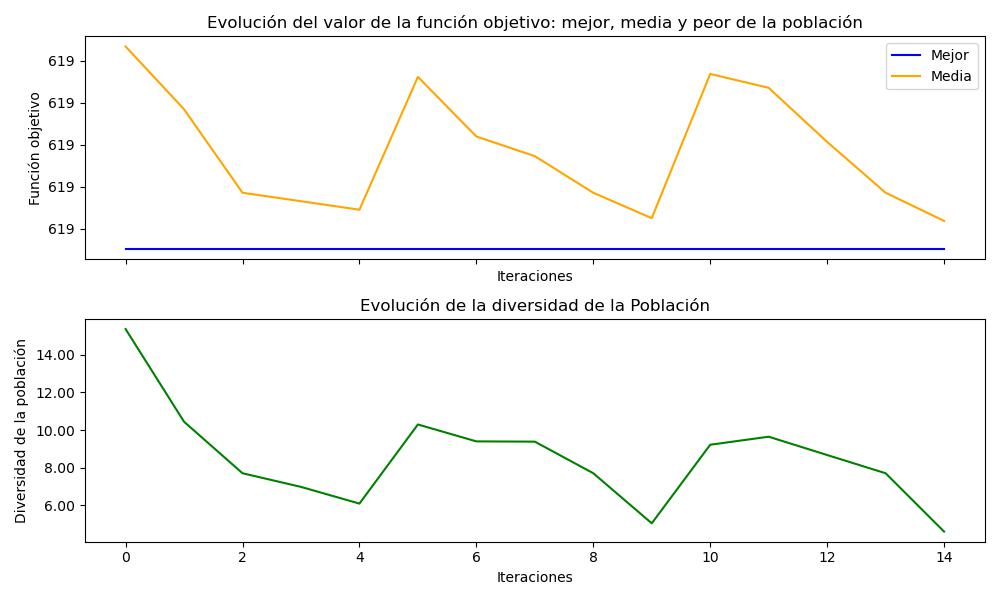 Evolución del valor de la función objetivo: mejor, media y peor de la población
Función objetivo
619
619
619
619
619
Mejor
Media
Iteraciones
Evolución de la diversidad de la Población
Diversidad de la población
14.00
12.00
10.00
8.00
6.00
0 2 4 6 8 10 12 14
Iteraciones